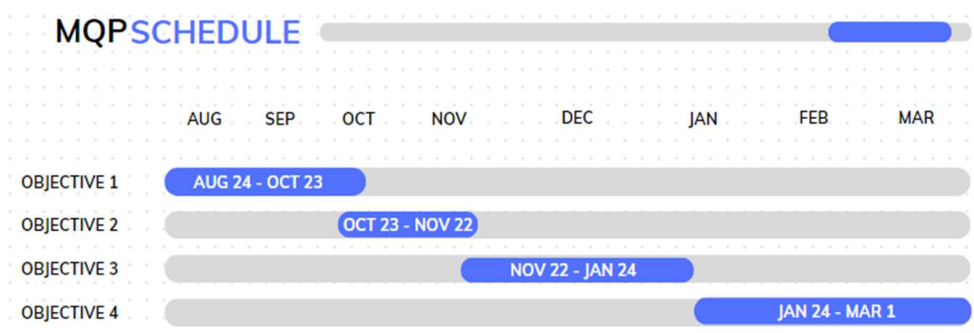 MQPSCHEDULE
AUG SEP OCT NOV DEC JAN FEB MAR
OBJECTIVE 1 AUG 24 - OCT 23
OBJECTIVE 2 OCT 23 - NOV 22
OBJECTIVE 3 NOV 22 - JAN 24
OBJECTIVE 4 JAN 24 - MAR 1